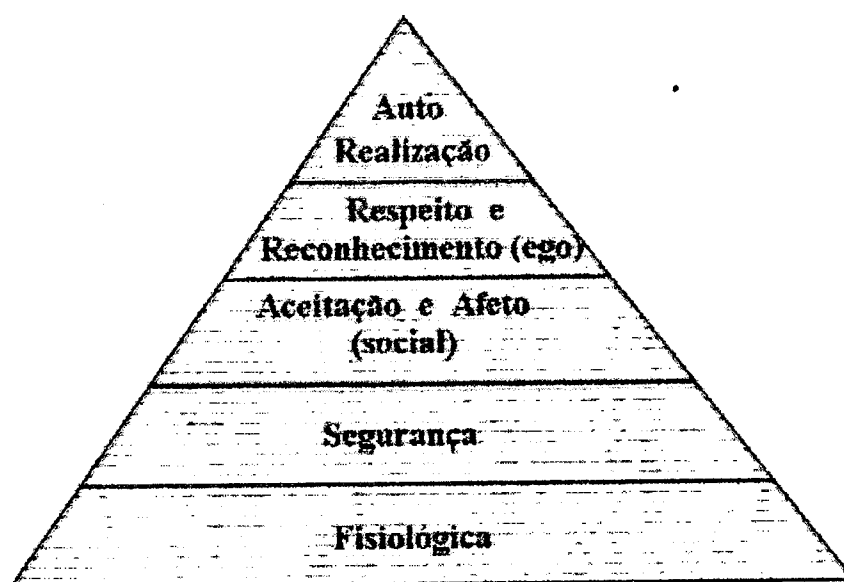 Auto
Realização
Respeito e
Reconhecimento (ego)
Aceitação e Afeto
(social)
Segurança
Fisiológica